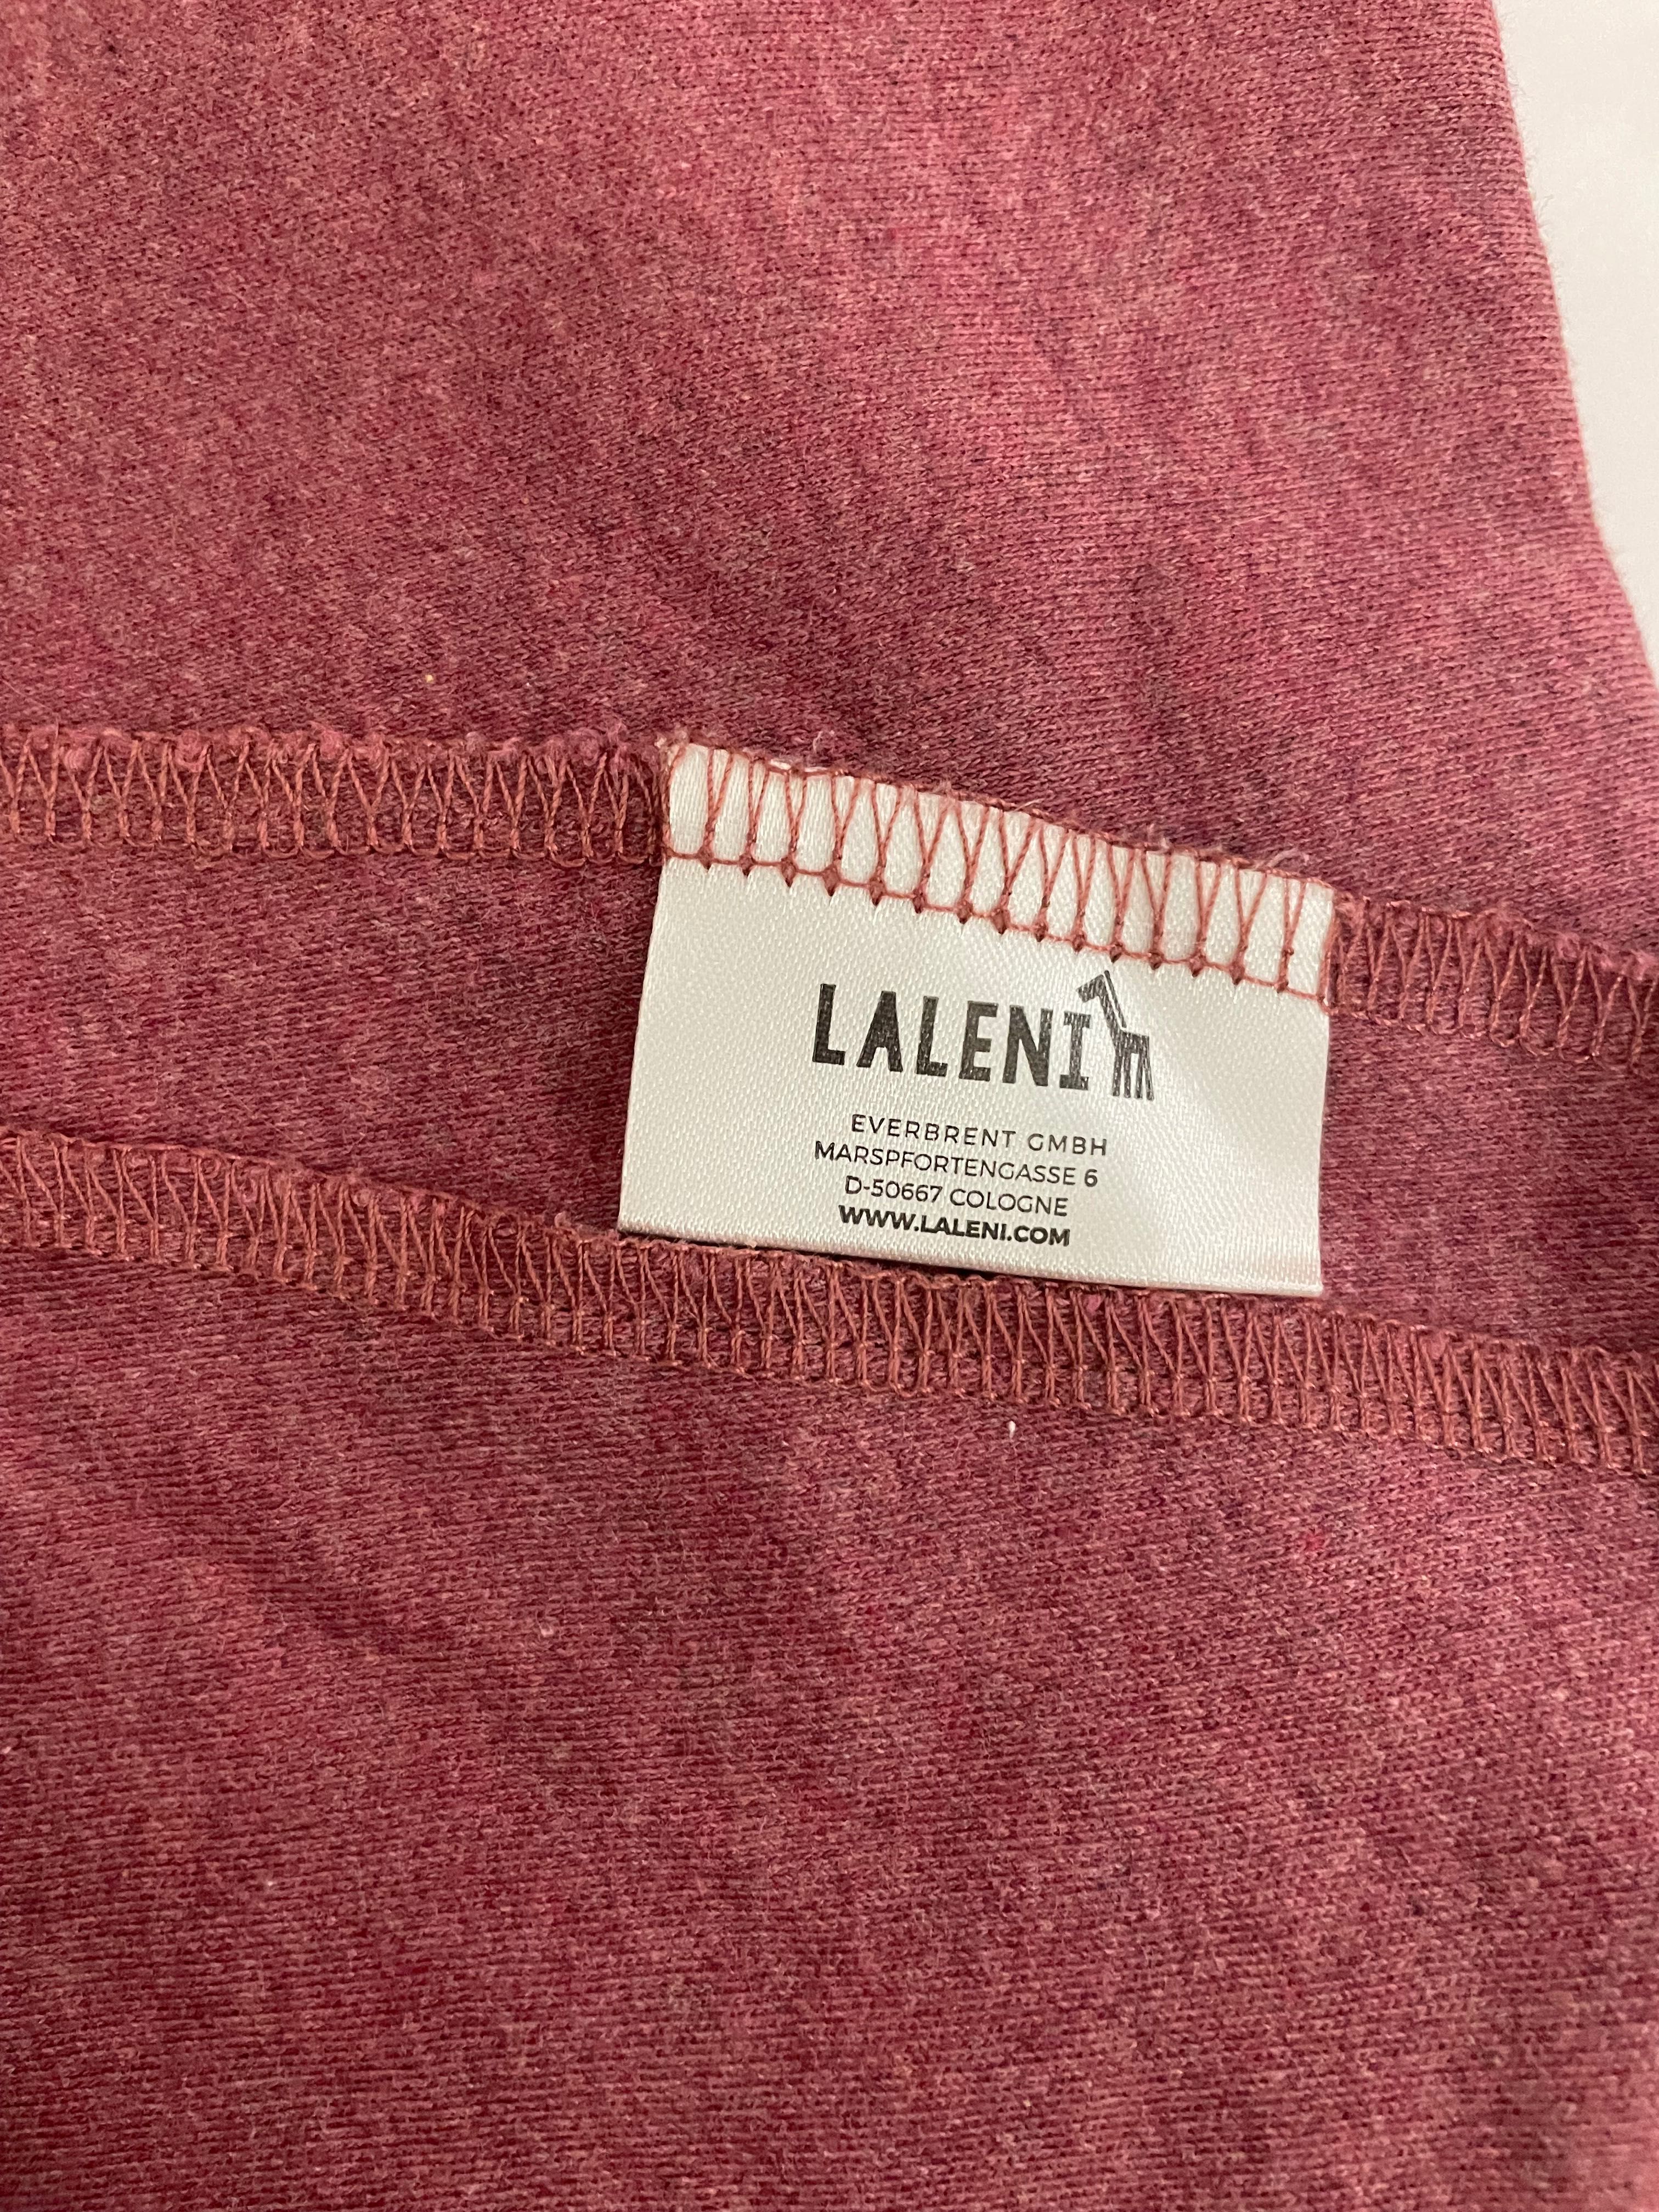 LALENI
EVERBRENT GMBH
MARSPFORTENGASSE 6
D-50667 COLOGNE
WWW.LALENI.COM